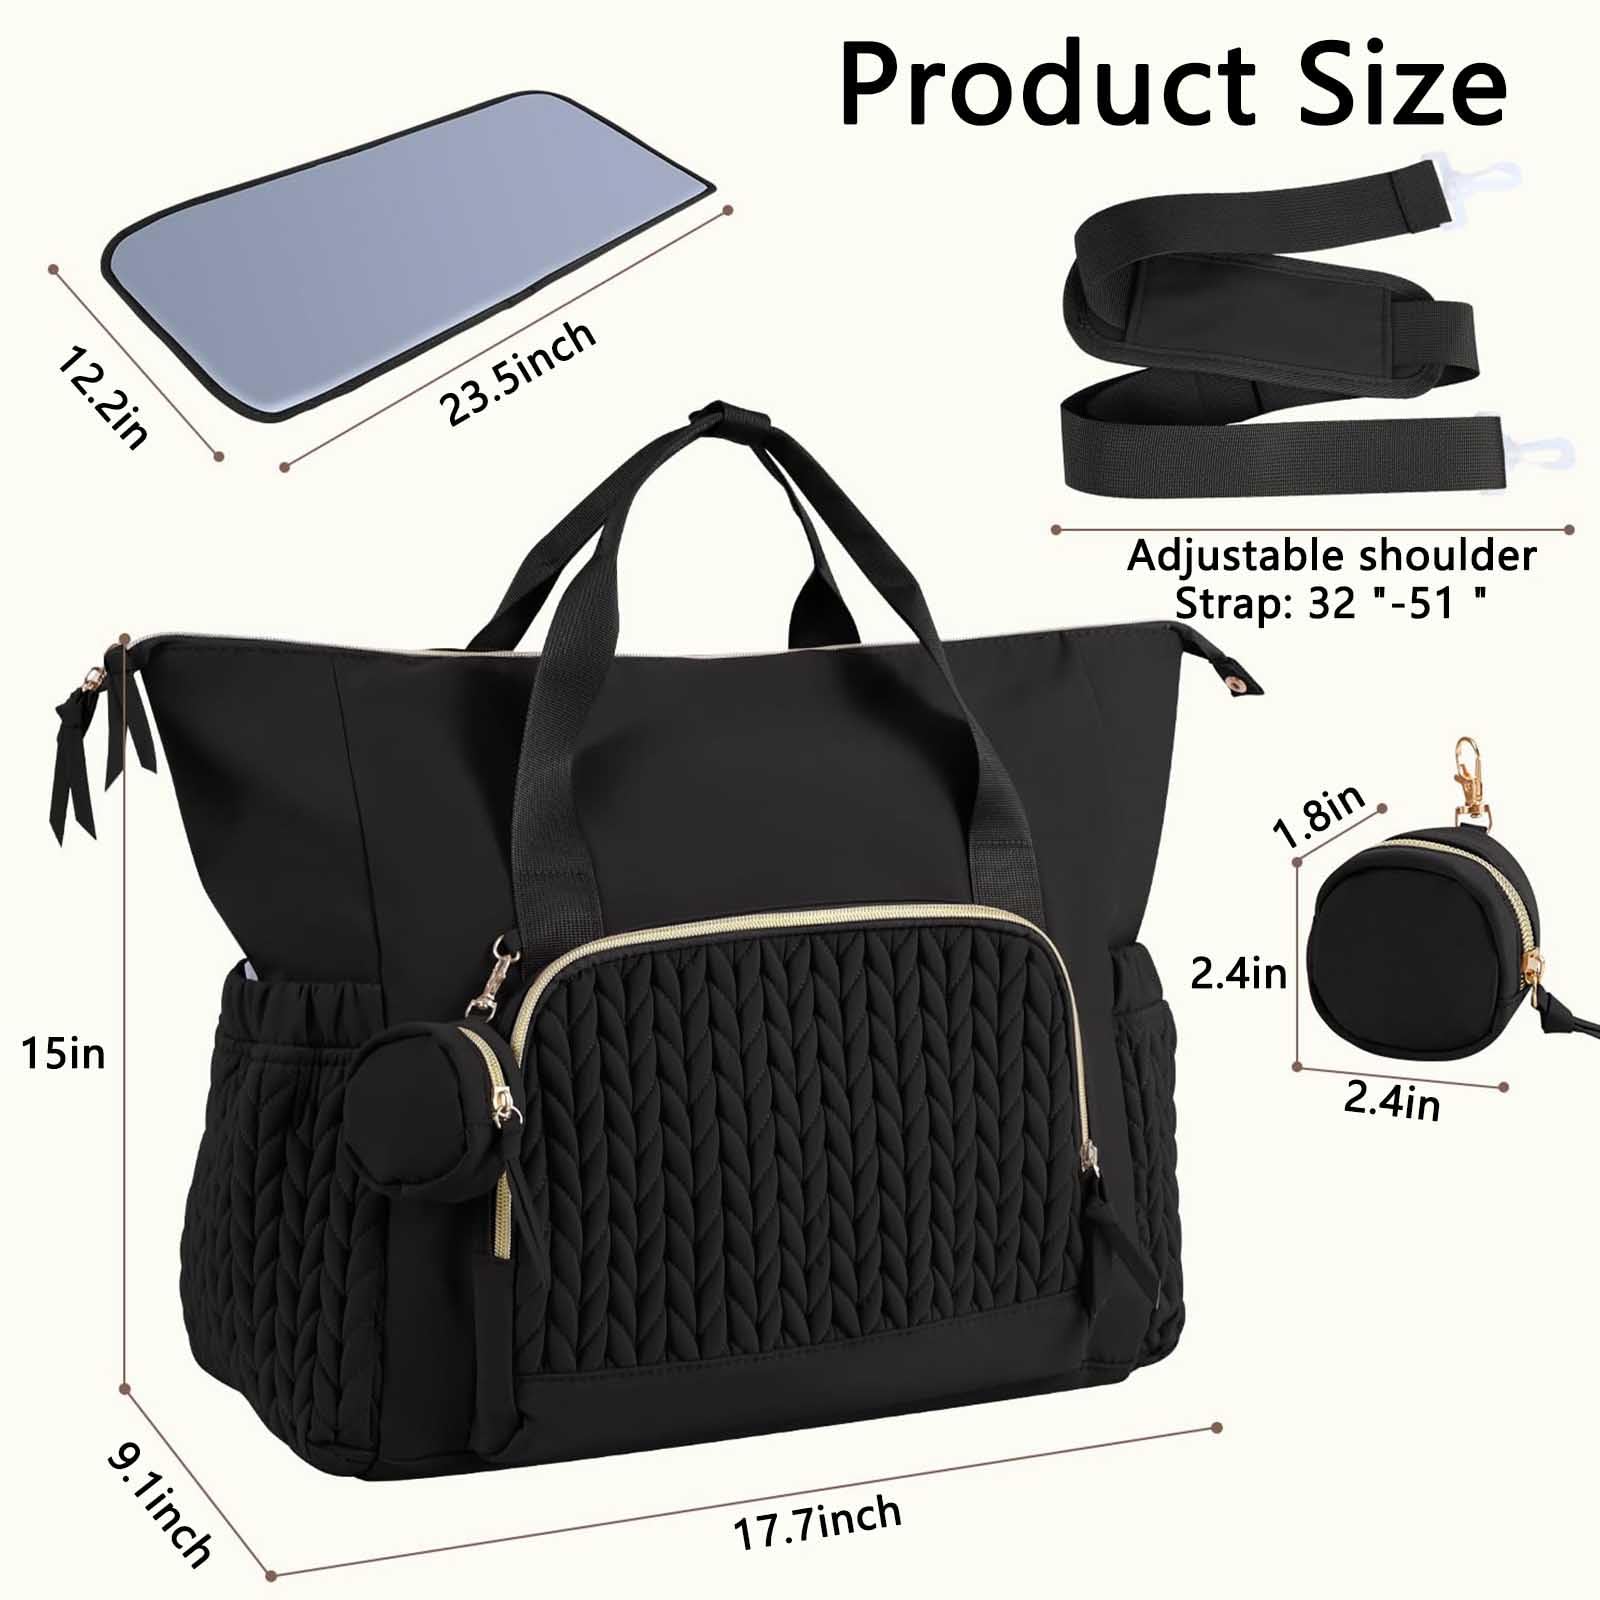 Product Size
12.2in
23.5inch
Adjustable shoulder
Strap: 32 "-51 "
1.8in
2.4in
2.4in
15in
9.1inch
17.7inch